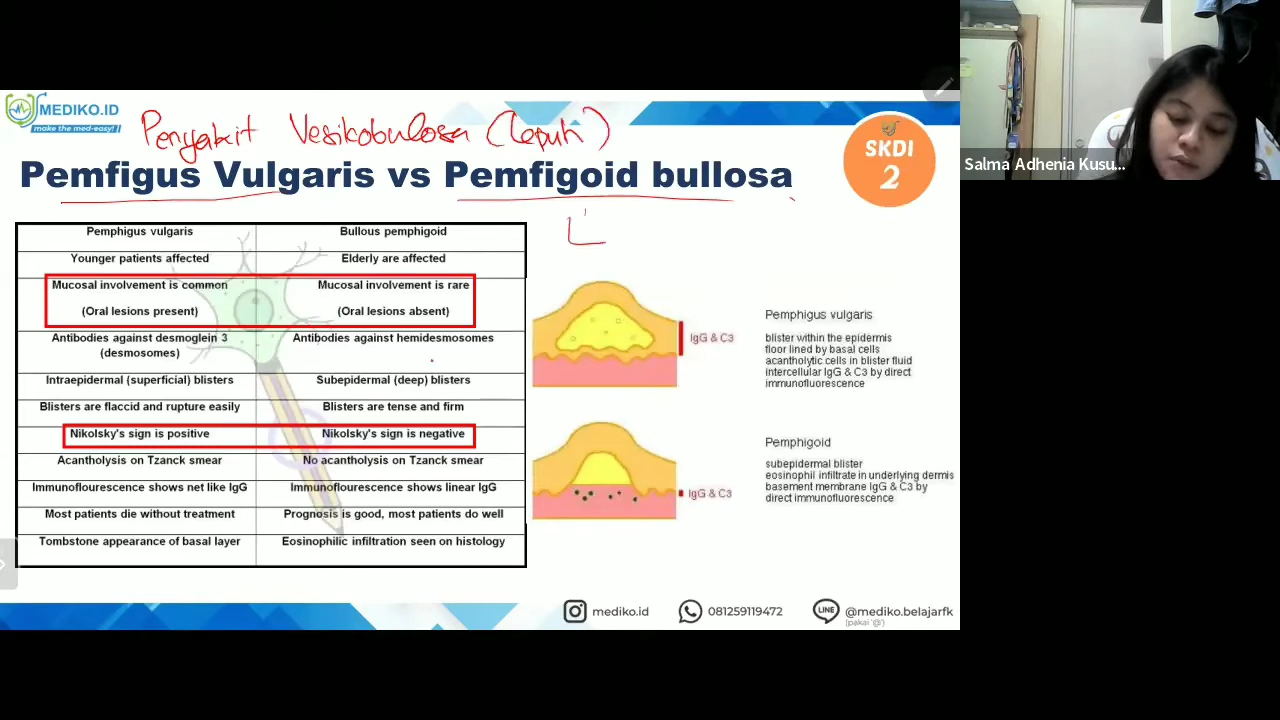 MEDIKO.ID
make the med-easy!
Penyakit Vesikobulosa (lepuh)
Pemfigus Vulgaris vs Pemfigoid bullosa
SKDI
2
Salma Adhenia Kusu...
Pemphigus vulgaris Bullous pemphigoid
Younger patients affected Elderly are affected
Mucosal involvement is common Mucosal involvement is rare
(Oral lesions present) (Oral lesions absent)
Antibodies against desmoglein 3 Antibodies against hemidesmosomes
(desmosomes)
Intraepidermal (superficial) blisters Subepidermal (deep) blisters
Blisters are flaccid and rupture easily Blisters are tense and firm
Nikolsky's sign is positive Nikolsky's sign is negative
Acantholysis on Tzanck smear No acantholysis on Tzanck smear
Immunoflourescence shows net like IgG Immunoflourescence shows linear IgG
Most patients die without treatment Prognosis is good, most patients do well
Tombstone appearance of basal layer Eosinophilic infiltration seen on histology
IgG & C3
Pemphigus vulgaris
blister within the epidermis
floor lined by basal cells
acantholytic cells in blister fluid
intercellular IgG & C3 by direct
immunofluorescence
IgG & C3
Pemphigoid
subepidermal blister
eosinophil infiltrate in underlying dermis
basement membrane IgG & C3 by
direct immunofluorescence
mediko.id 081259119472 LINE @mediko.belajarfk
(pakai '@')